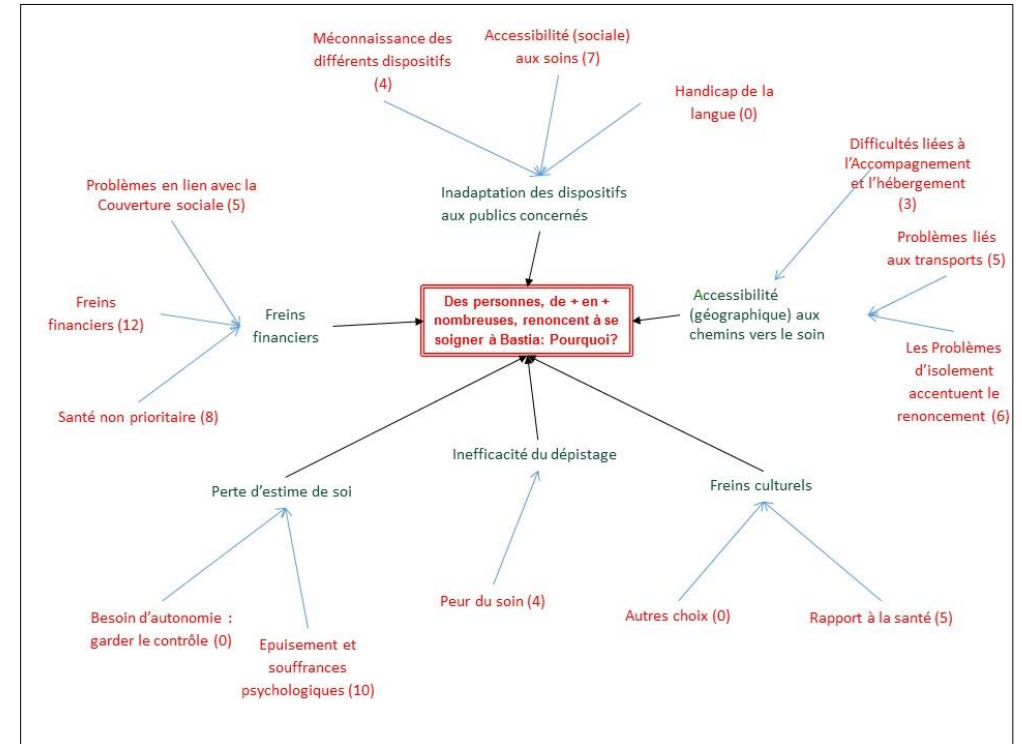 Méconnaissance des
différents dispositifs
(4)
Accessibilité (sociale)
aux soins (7)
Handicap de la
langue (0)
Difficultés liées à
l'Accompagnement
et l'hébergement
(3)
Problèmes en lien avec la
Couverture sociale (5)
Inadaptation des dispositifs
aux publics concernés
Problèmes liés
aux transports (5)
Freins
financiers (12)
Freins
financiers
Des personnes, de + en +
nombreuses, renoncent à se
soigner à Bastia: Pourquoi?
Accessibilité
(géographique) aux
chemins vers le soin
Les Problèmes
d'isolement
accentuent le
renoncement (6)
Santé non prioritaire (8)
Perte d'estime de soi
Inefficacité du dépistage
Freins culturels
Besoin d'autonomie :
garder le contrôle (0)
Epuisement et
souffrances
psychologiques (10)
Peur du soin (4)
Autres choix (0)
Rapport à la santé (5)